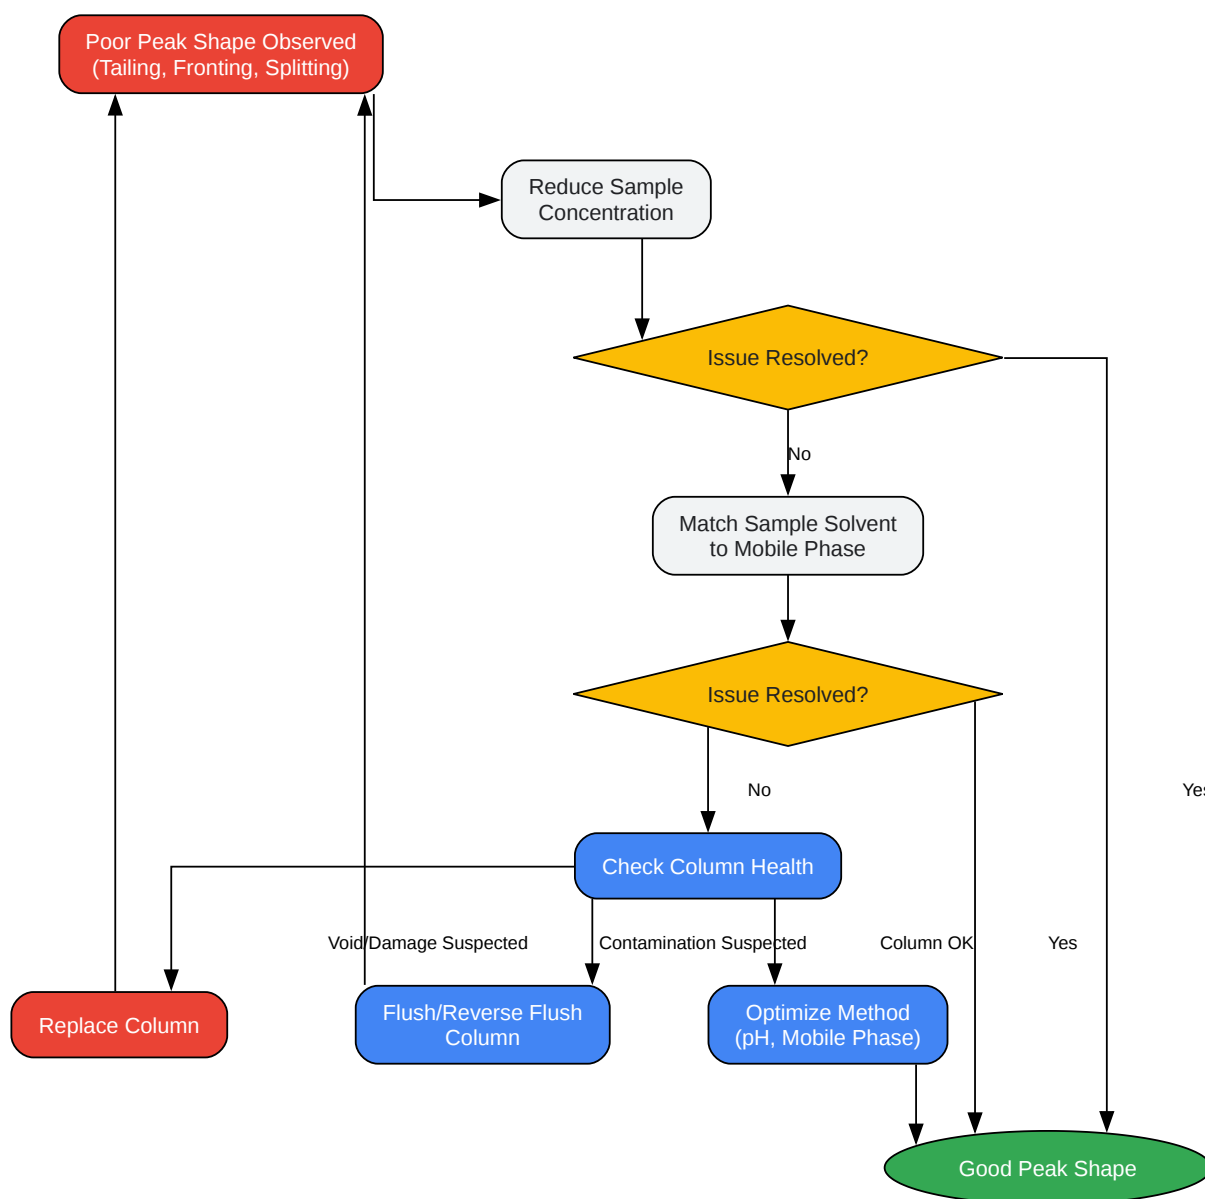 Poor Peak Shape Observed
(Tailing, Fronting, Splitting)
Reduce Sample
Concentration
Issue Resolved?
No
Match Sample Solvent
to Mobile Phase
Issue Resolved?
No
Yes
Check Column Health
Void/Damage Suspected
Contamination Suspected
Column OK
Yes
Replace Column
Flush/Reverse Flush
Column
Optimize Method
(pH, Mobile Phase)
Good Peak Shape